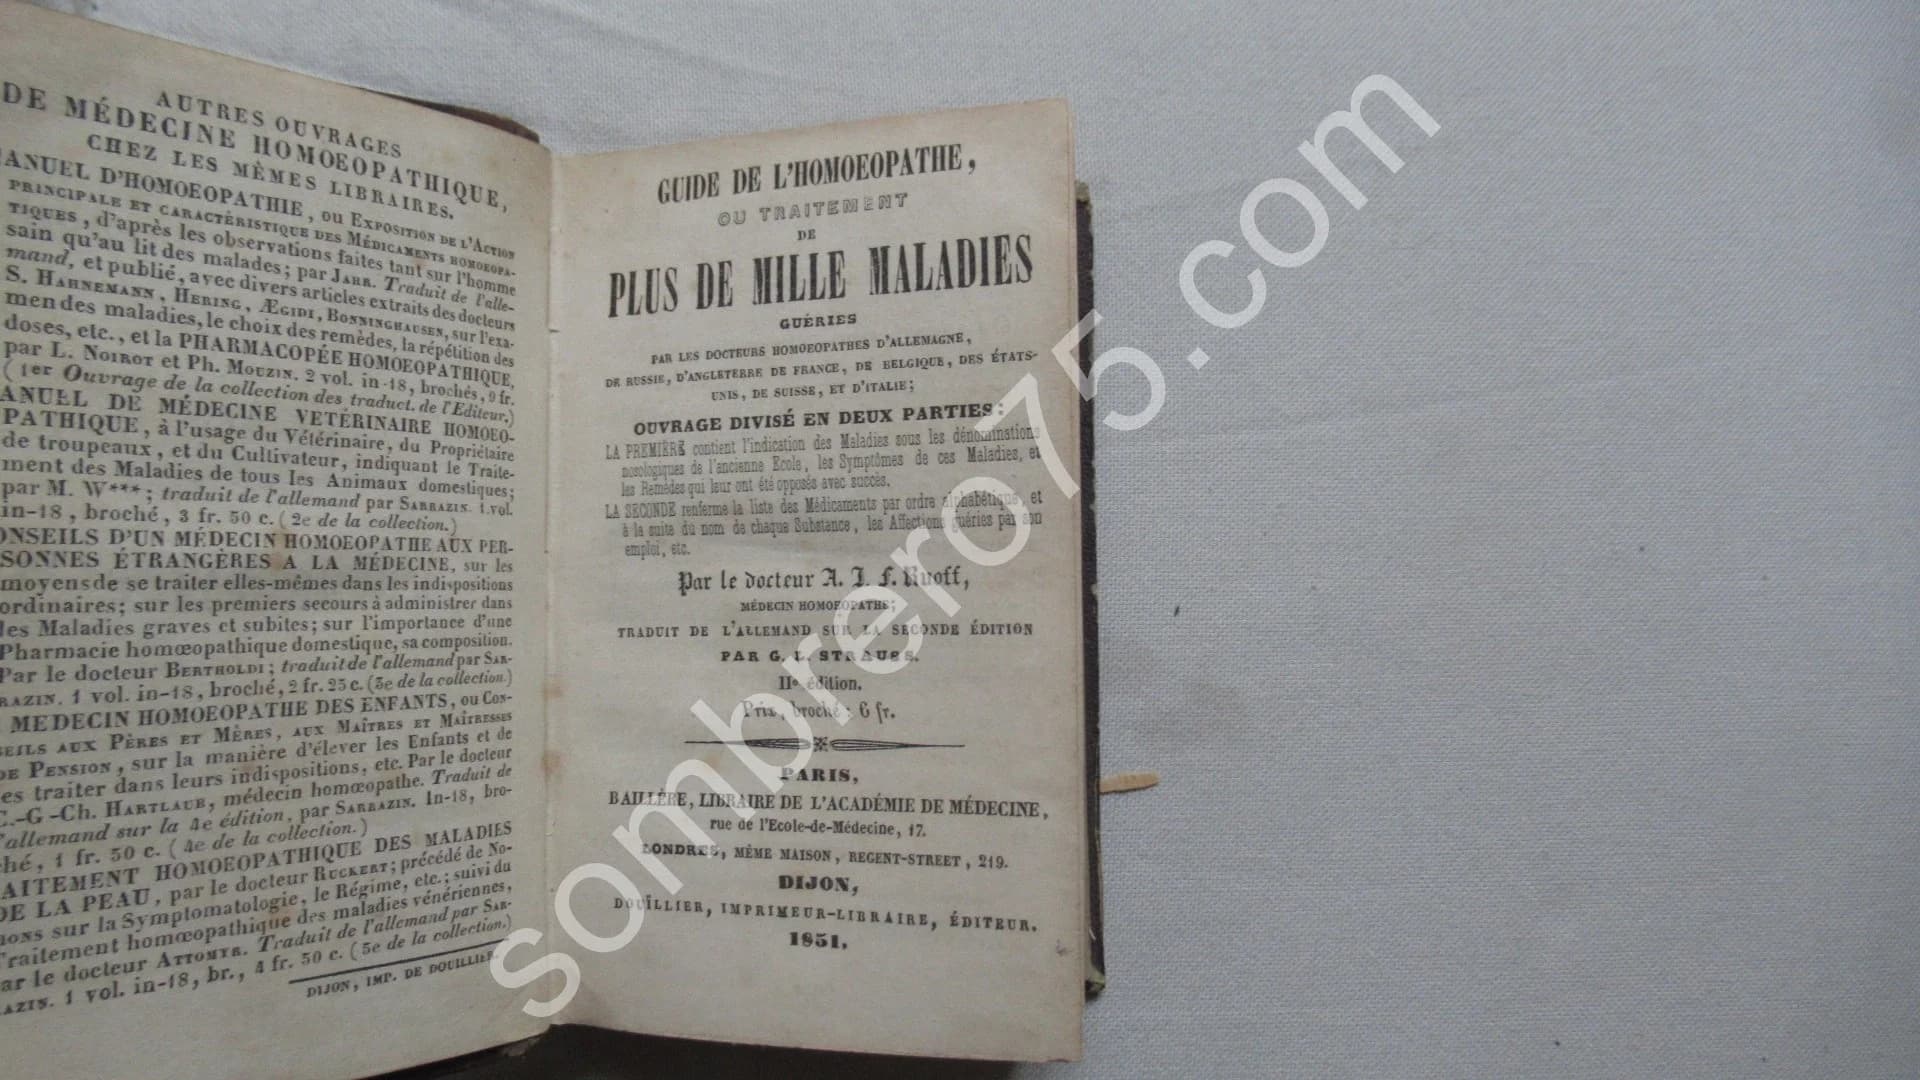 AUTRES OUVRAGES
DE MÉDECINE HOMŒOPATHIQUE,
CHEZ LES MÊMES LIBRAIRES.
ANUEL D'HOMŒOPATHIE, ou Exposition de l'Action
principale et caractéristique des Médicaments homœopa-
tiques, d'après les observations faites tant sur l'homme
sain qu'au lit des malades; par Jahr. Traduit de l'alle-
mand, et publié, avec divers articles extraits des docteurs
S. Hahnemann, Hering, Ægidi, Bonninghausen, sur l'exa-
men des maladies, le choix des remèdes, la répétition des
doses, etc., et la PHARMACOPÉE HOMŒOPATHIQUE,
par L. Noirot et Ph. Mouzin. 2 vol. in-18, brochés, 9 fr.
(1er Ouvrage de la collection des traduct. de l'Editeur.)
ANUEL DE MÉDECINE VETÉRINAIRE HOMOEO-
PATHIQUE, à l'usage du Vétérinaire, du Propriétaire
de troupeaux, et du Cultivateur, indiquant le Traite-
ment des Maladies de tous les Animaux domestiques;
par M. W***; traduit de l'allemand par Sarrazin. 1 vol.
in-18, broché, 3 fr. 50 c. (2e de la collection.)
ONSEILS D'UN MÉDECIN HOMŒOPATHE AUX PER-
SONNES ÉTRANGÈRES A LA MÉDECINE, sur les
moyens de se traiter elles-mêmes dans les indispositions
ordinaires; sur les premiers secours à administrer dans
les Maladies graves et subites; sur l'importance d'une
Pharmacie homœopathique domestique, sa composition.
Par le docteur Bertholdi; traduit de l'allemand par Sar-
razin. 1 vol. in-18, broché, 2 fr. 25 c. (3e de la collection.)
MEDECIN HOMOEOPATHE DES ENFANTS, ou Con-
seils aux Pères et Mères, aux Maîtres et Maîtresses
de Pension, sur la manière d'élever les Enfants et de
les traiter dans leurs indispositions, etc. Par le docteur
C.-G-Ch. Hartlaub, médecin homœopathe. Traduit de
l'allemand sur la 4e édition, par Sarrazin. In-18, bro-
ché, 1 fr. 50 c. (4e de la collection.)
RAITEMENT HOMOEOPATHIQUE DES MALADIES
DE LA PEAU, par le docteur Ruckert; précédé de No-
tions sur la Symptomatologie, le Régime, etc.; suivi du
Traitement homœopathique des maladies vénériennes,
par le docteur Attomyr. Traduit de l'allemand par Sar-
razin. 1 vol. in-18, br., 4 fr. 50 c. (5e de la collection.)
DIJON, IMP. DE DOUILLIER.
GUIDE DE L'HOMOEOPATHE,
OU TRAITEMENT
DE
PLUS DE MILLE MALADIES
GUÉRIES
PAR LES DOCTEURS HOMOEOPATHES D'ALLEMAGNE,
DE RUSSIE, D'ANGLETERRE DE FRANCE, DE BELGIQUE, DES ÉTATS-
UNIS, DE SUISSE, ET D'ITALIE;
OUVRAGE DIVISÉ EN DEUX PARTIES:
LA PREMIÈRE contient l'indication des Maladies sous les dénominations
nosologiques de l'ancienne Ecole, les Symptômes de ces Maladies, et
les Remèdes qui leur ont été opposés avec succès.
LA SECONDE renferme la liste des Médicaments par ordre alphabétique, et
à la suite du nom de chaque Substance, les Affections guéries par son
emploi, etc.
Par le docteur A. J. F. Ruoff,
MÉDECIN HOMOEOPATHE;
TRADUIT DE L'ALLEMAND SUR LA SECONDE ÉDITION
PAR G. L. STRAUSS.
IIe édition.
Prix, broché: 6 fr.
PARIS,
BAILLÈRE, LIBRAIRE DE L'ACADÉMIE DE MÉDECINE,
rue de l'Ecole-de-Médecine, 17.
LONDRES, MÊME MAISON, REGENT-STREET, 219.
DIJON,
DOUILLIER, IMPRIMEUR-LIBRAIRE, ÉDITEUR.
1851.
sombrero75.com